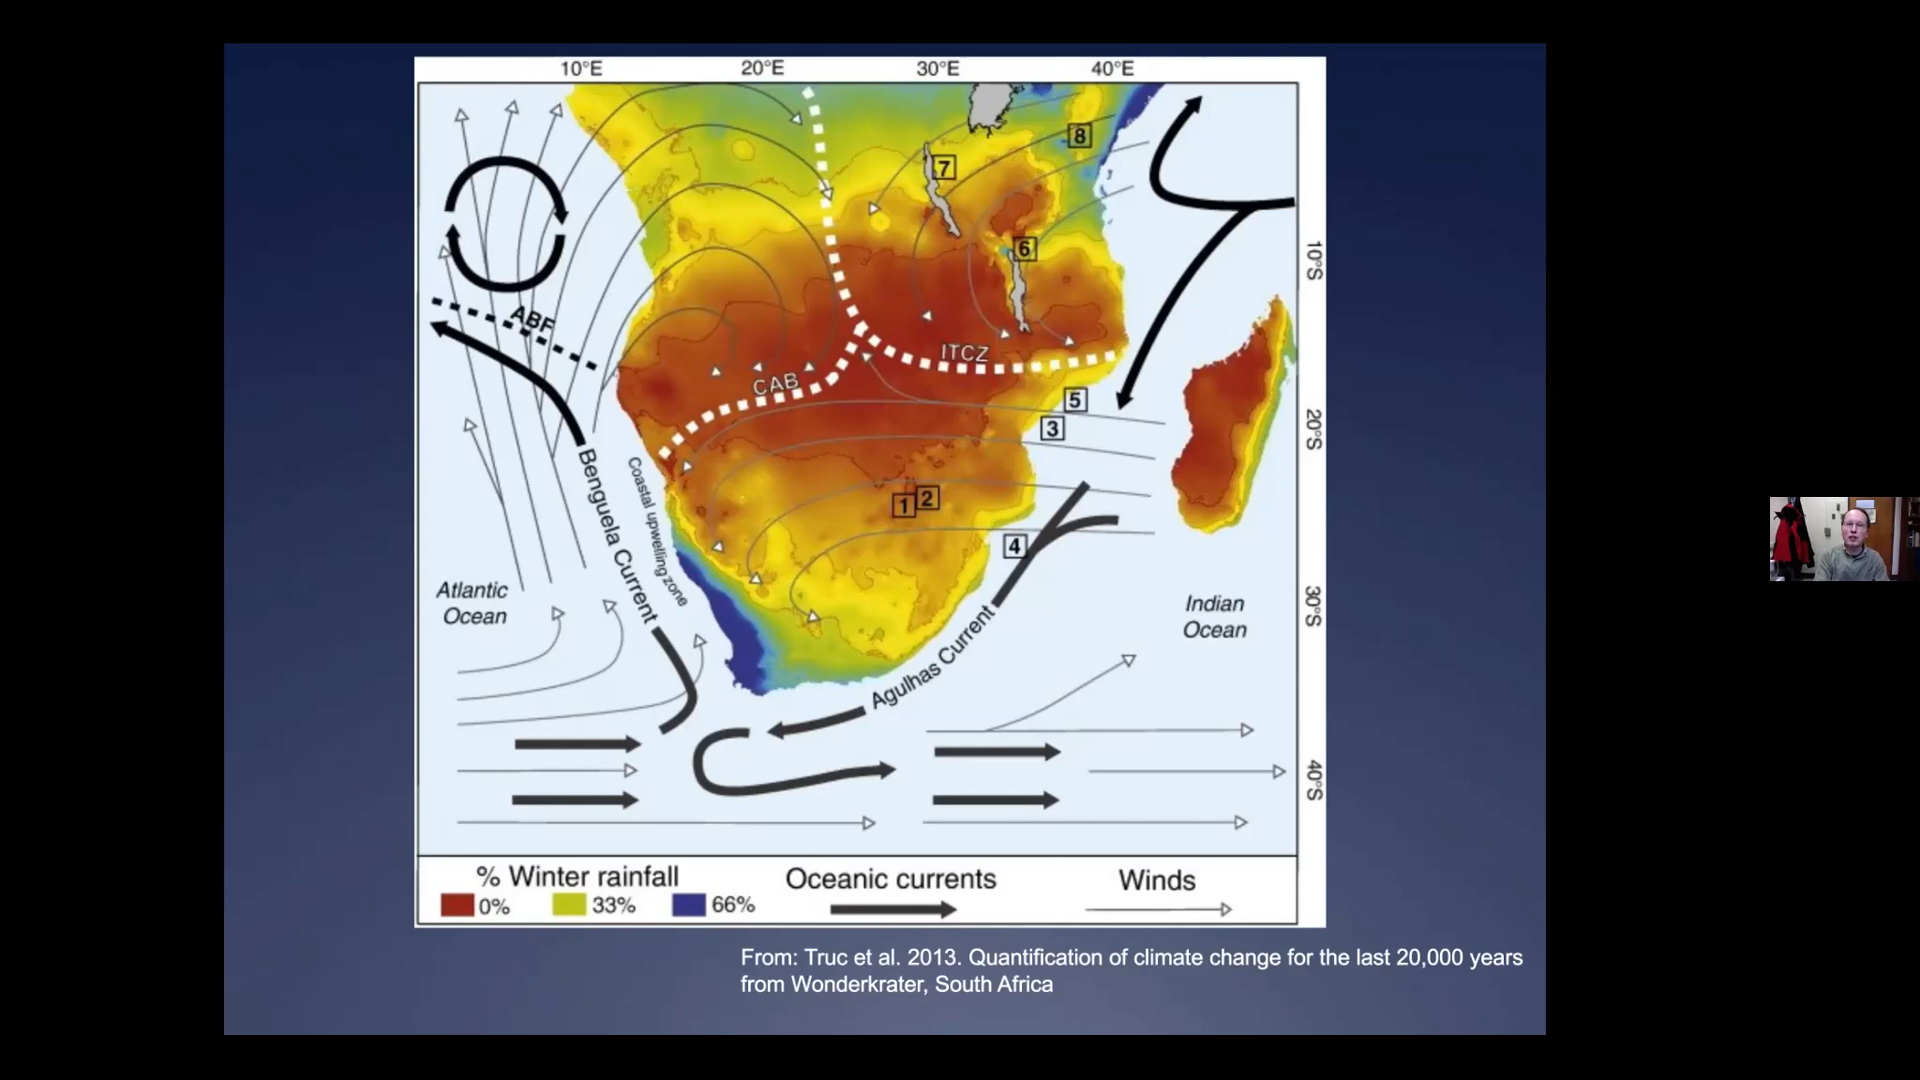 10°E 20°E 30°E 40°E
8
7
6
10°S
ABF
ITCZ
CAB
5
3
20°S
Benguela Current
Coastal upwelling zone
1 2
4
Atlantic
Ocean
Indian
Ocean
30°S
Agulhas Current
40°S
% Winter rainfall
0% 33% 66%
Oceanic currents
Winds
From: Truc et al. 2013. Quantification of climate change for the last 20,000 years
from Wonderkrater, South Africa